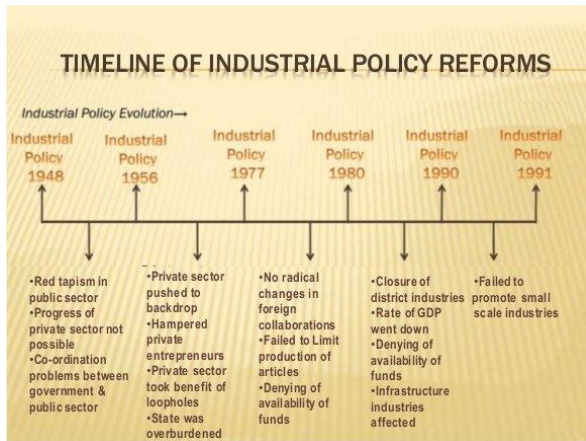 TIMELINE OF INDUSTRIAL POLICY REFORMS
Industrial Policy Evolution→
Industrial
Policy
1948
Industrial
Policy
1956
Industrial
Policy
1977
Industrial
Policy
1980
Industrial
Policy
1990
Industrial
Policy
1991
•Red tapism in
public sector
•Progress of
private sector not
possible
•Co-ordination
problems between
government &
public sector
•Private sector
pushed to
backdrop
•Hampered
private
entrepreneurs
•Private sector
took benefit of
loopholes
•State was
overburdened
•No radical
changes in
foreign
collaborations
•Failed to Limit
production of
articles
•Denying of
availability of
funds
•Closure of
district industries
•Rate of GDP
went down
•Denying of
availability of
funds
•Infrastructure
industries
affected
•Failed to
promote small
scale industries